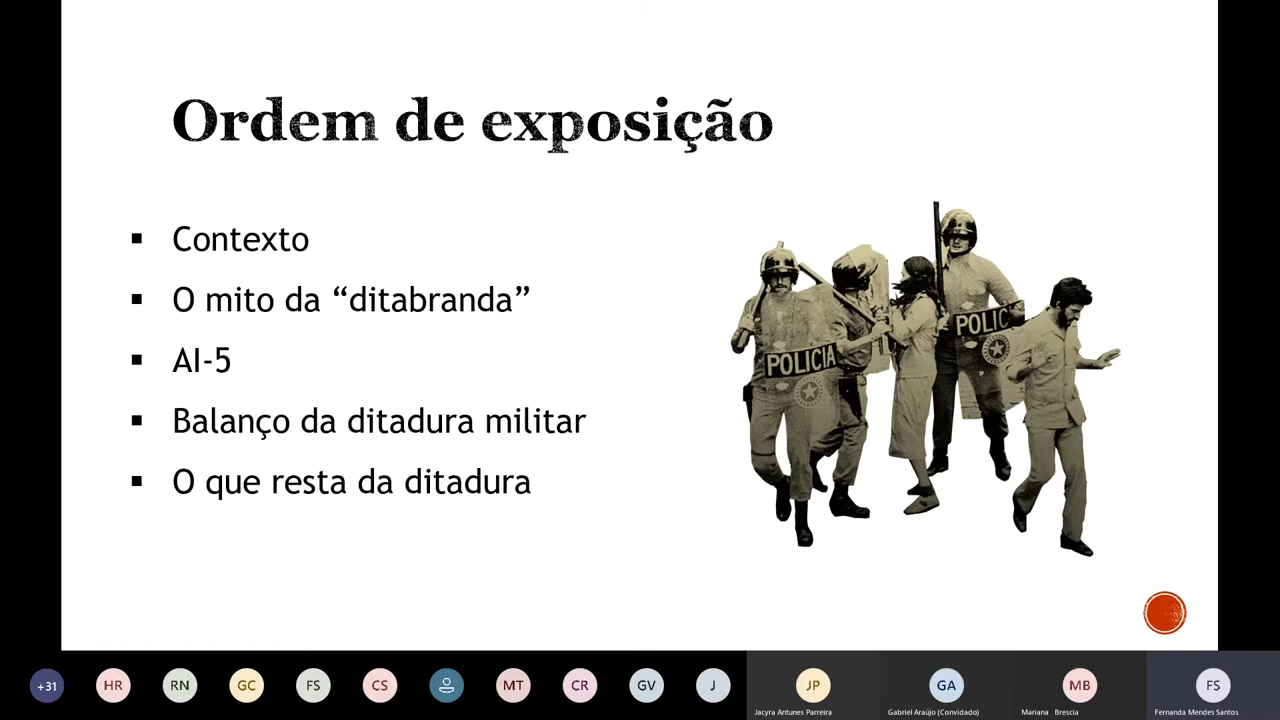 Ordem de exposição
Contexto
O mito da “ditabranda”
AI-5
Balanço da ditadura militar
O que resta da ditadura
POLICIA
POLIC
+31
HR
RN
GC
FS
CS
MT
CR
GV
J
JP
GA
MB
FS
Jacyra Antunes Parreira
Gabriel Araújo (Convidado)
Mariana Brescia
Fernanda Mendes Santos